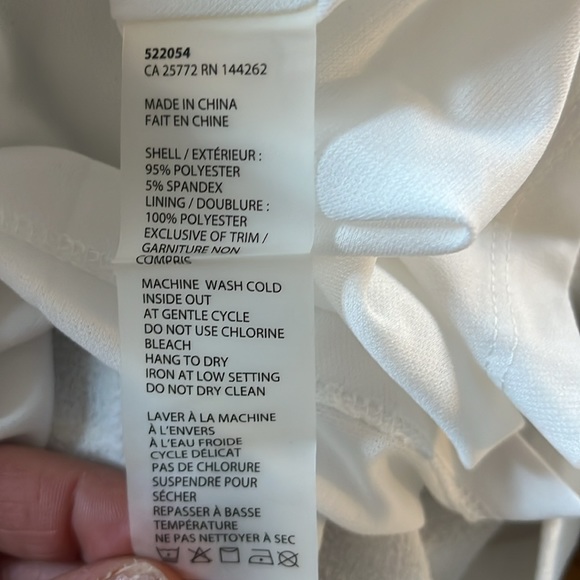 522054
CA 25772 RN 144262
MADE IN CHINA
FAIT EN CHINE
SHELL / EXTÉRIEUR :
95% POLYESTER
5% SPANDEX
LINING / DOUBLURE :
100% POLYESTER
EXCLUSIVE OF TRIM /
GARNITURE NON
COMPRIS
MACHINE WASH COLD
INSIDE OUT
AT GENTLE CYCLE
DO NOT USE CHLORINE
BLEACH
HANG TO DRY
IRON AT LOW SETTING
DO NOT DRY CLEAN
LAVER À LA MACHINE
À L'ENVERS
À L'EAU FROIDE
CYCLE DÉLICAT
PAS DE CHLORURE
SUSPENDRE POUR
SÉCHER
REPASSER À BASSE
TEMPÉRATURE
NE PAS NETTOYER À SEC